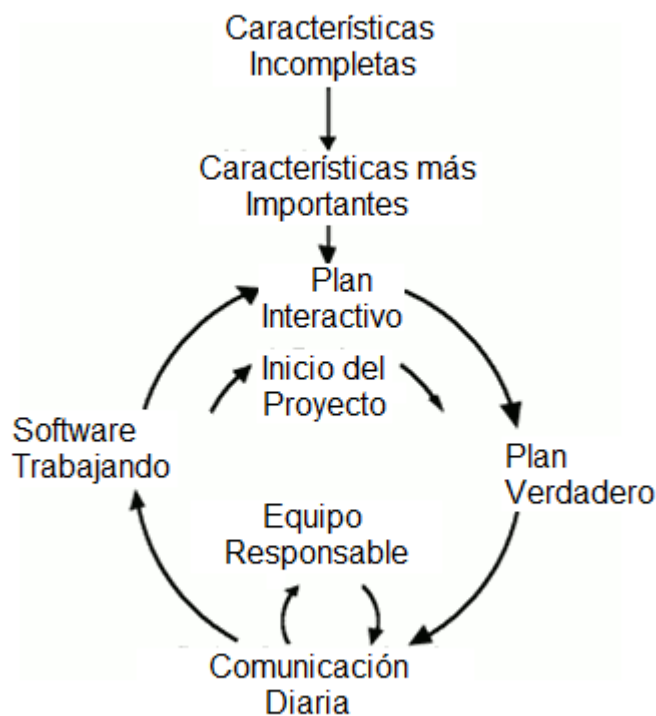 Características
Incompletas
Características más
Importantes
Plan
Interactivo
Inicio del
Proyecto
Software
Trabajando
Plan
Verdadero
Equipo
Responsable
Comunicación
Diaria